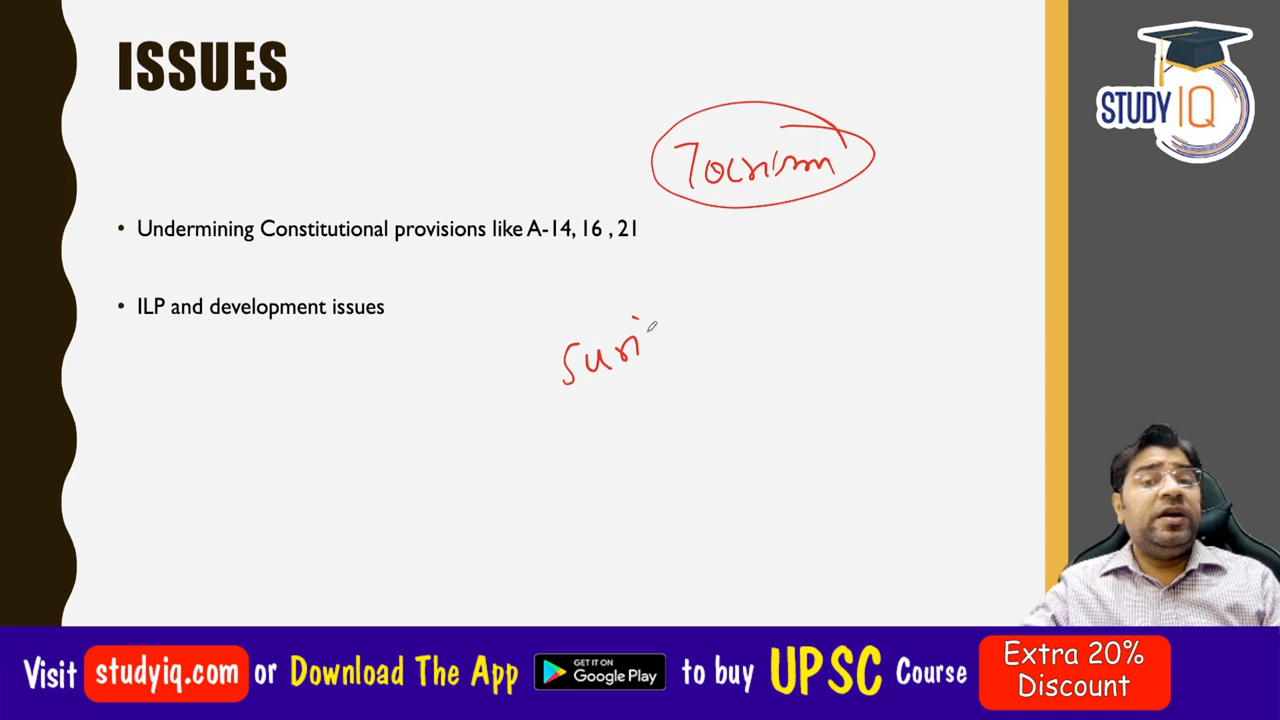 ISSUES
STUDY IQ
Tourism
• Undermining Constitutional provisions like A-14, 16 , 21
• ILP and development issues
Suri
Visit studyiq.com or Download The App GET IT ON Google Play to buy UPSC Course Extra 20% Discount